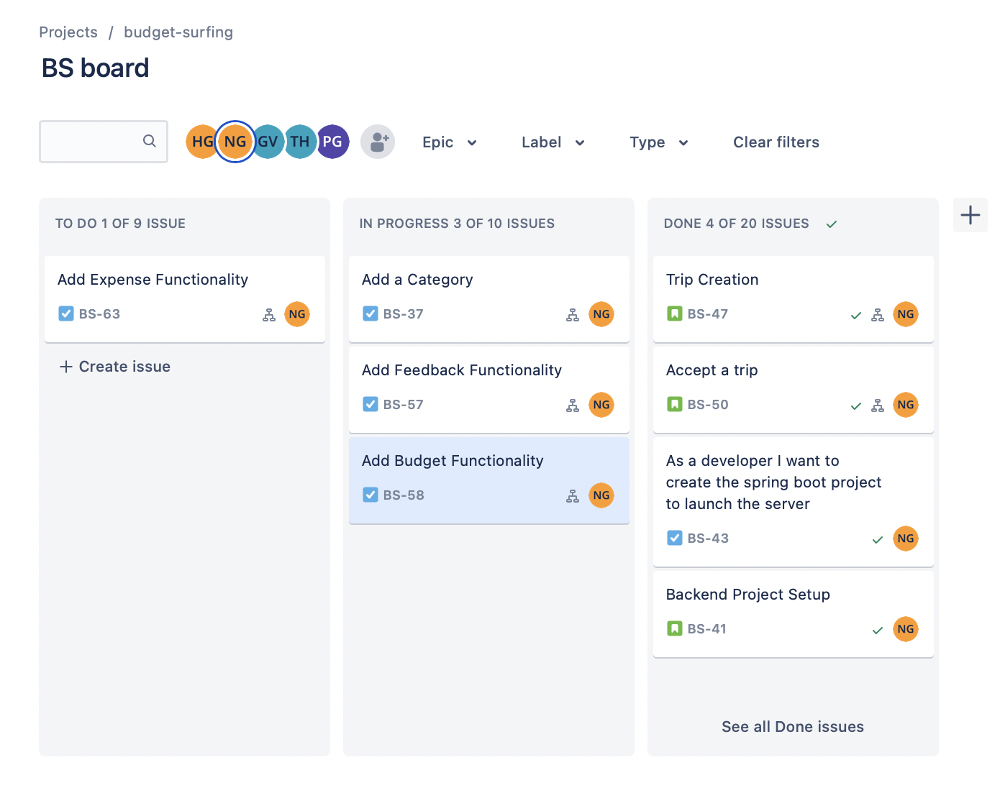 Projects / budget-surfing
BS board
HG NG GV TH PG Epic Label Type Clear filters
TO DO 1 OF 9 ISSUE
Add Expense Functionality
BS-63 NG
Create issue
IN PROGRESS 3 OF 10 ISSUES
Add a Category
BS-37 NG
Add Feedback Functionality
BS-57 NG
Add Budget Functionality
BS-58 NG
DONE 4 OF 20 ISSUES
Trip Creation
BS-47 NG
Accept a trip
BS-50 NG
As a developer I want to
create the spring boot project
to launch the server
BS-43 NG
Backend Project Setup
BS-41 NG
See all Done issues